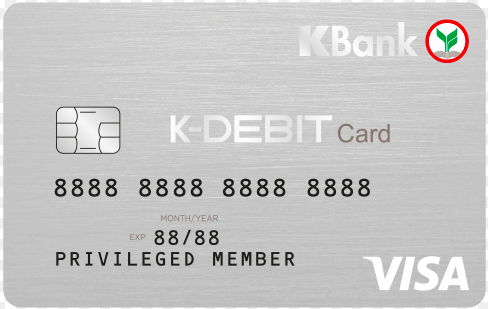 KBank
K-DEBIT Card
8888 8888 8888 8888
MONTH/YEAR
EXP 88/88
PRIVILEGED MEMBER
VISA